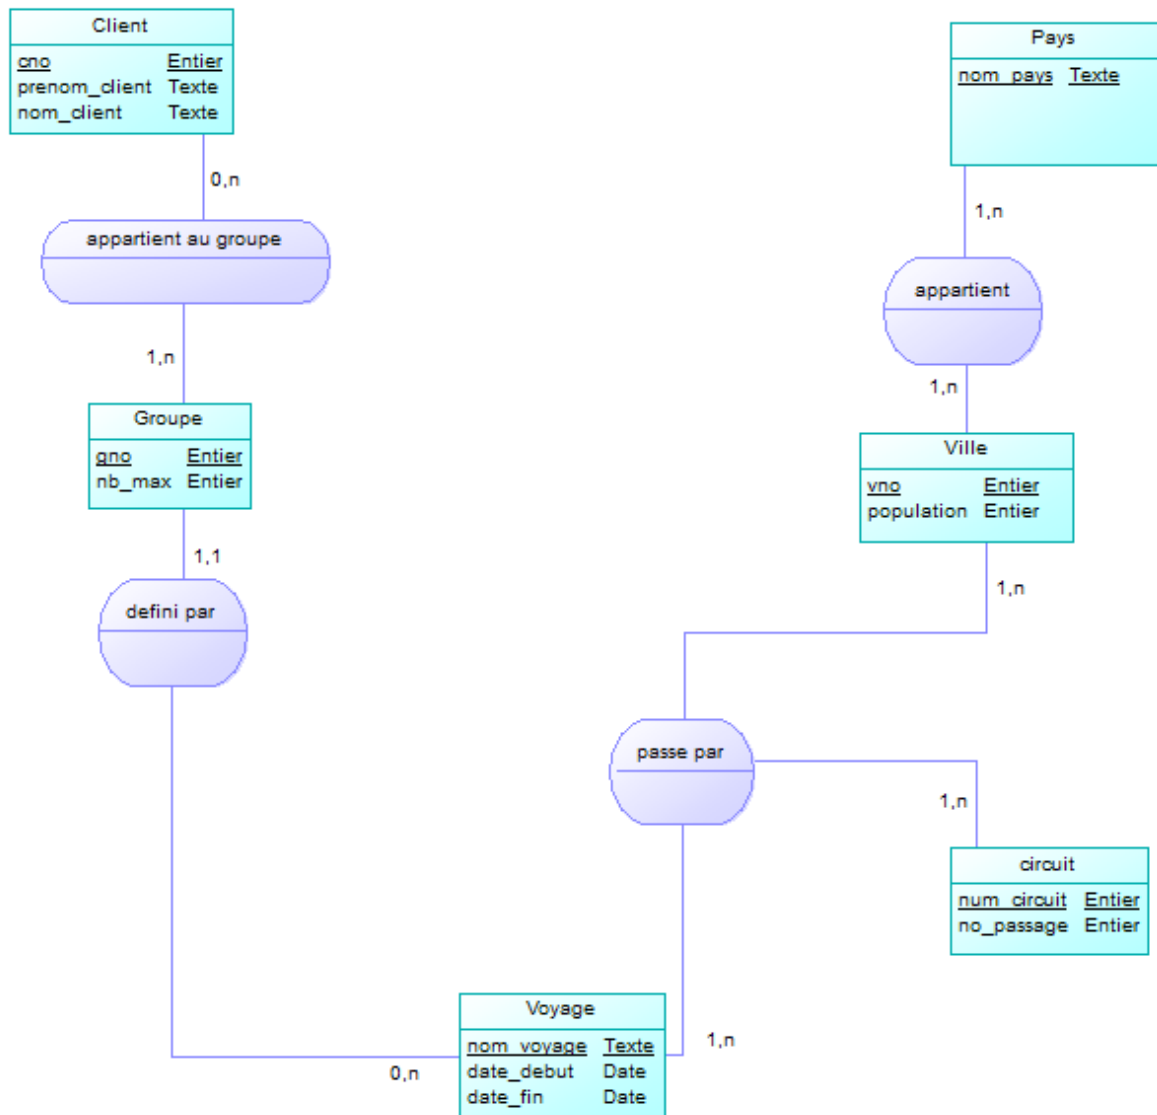 Client
cno Entier
prenom_client Texte
nom_client Texte
Pays
nom_pays Texte
0,n
1,n
appartient au groupe
appartient
1,n
1,n
Groupe
gno Entier
nb_max Entier
Ville
vno Entier
population Entier
1,1
1,n
defini par
passe par
1,n
circuit
num_circuit Entier
no_passage Entier
Voyage
nom_voyage Texte
date_debut Date
date_fin Date
0,n
1,n